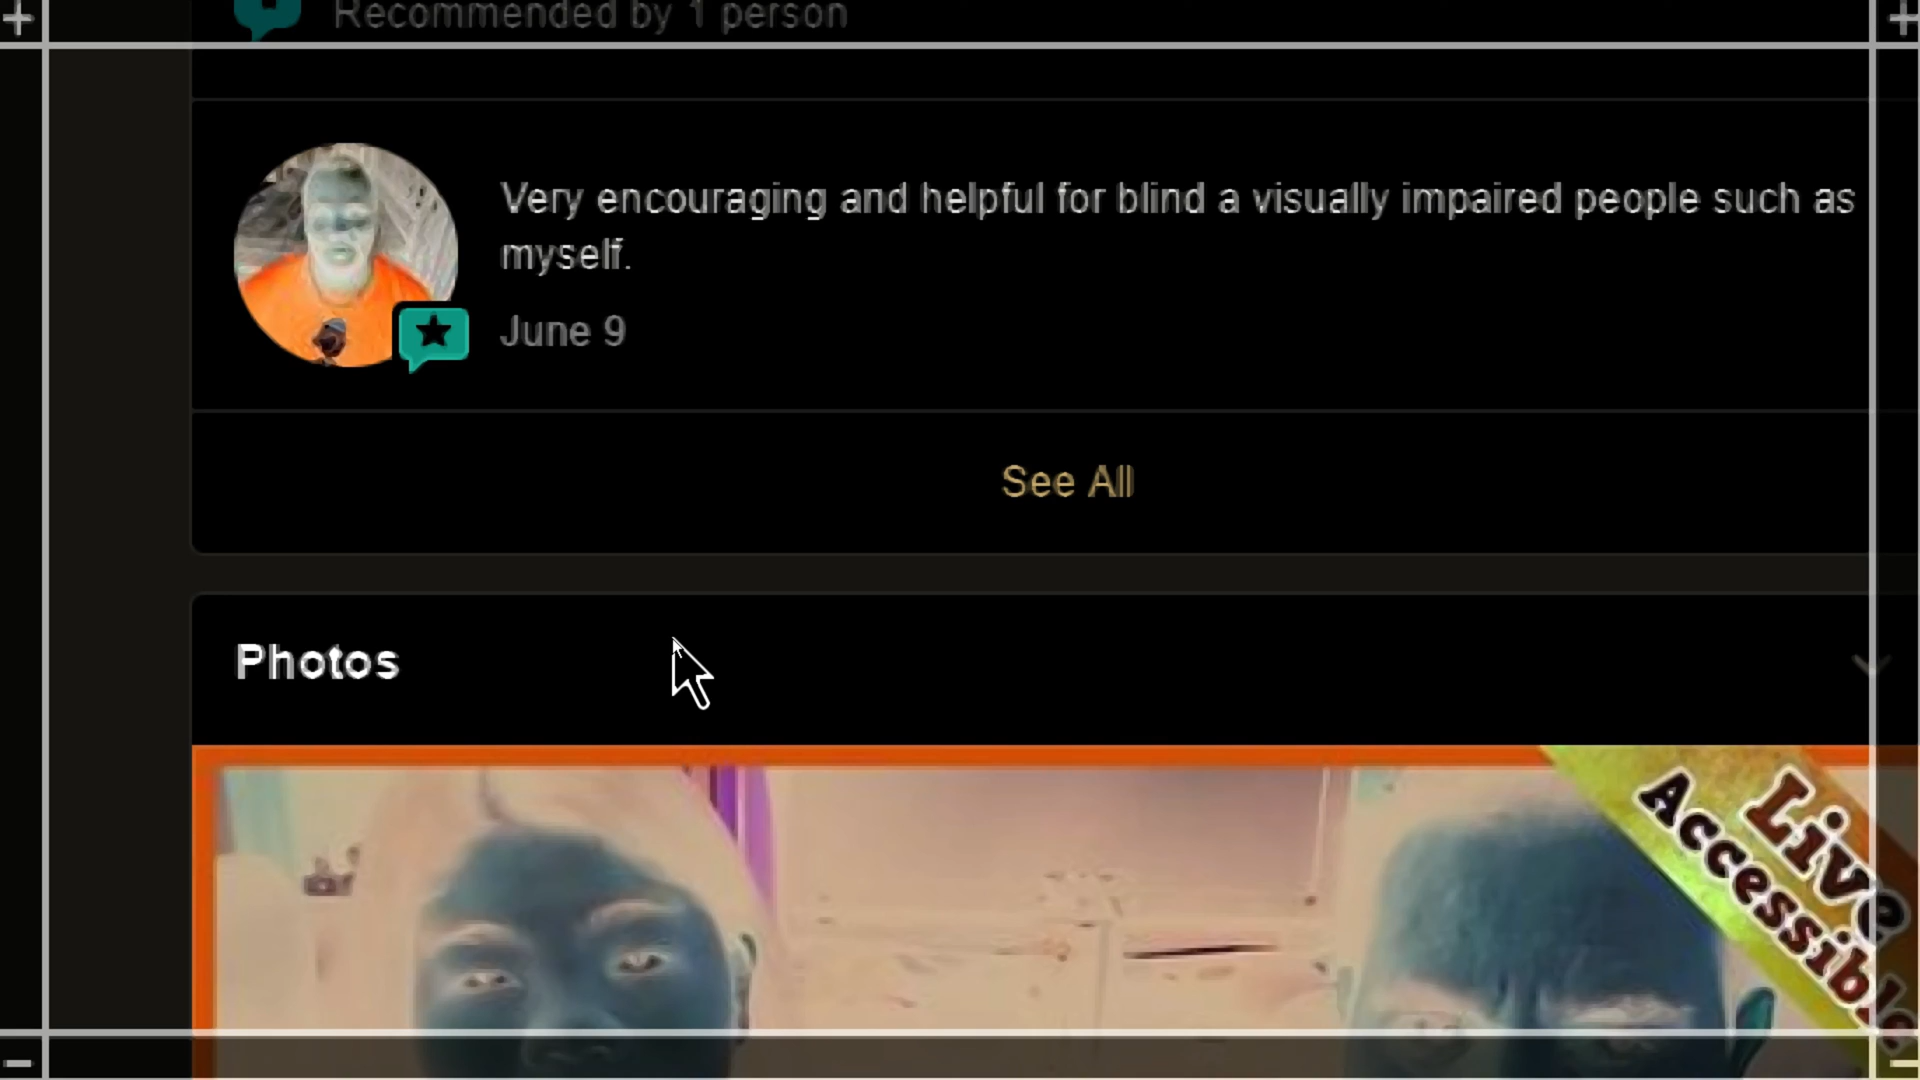 Recommended by 1 person
Very encouraging and helpful for blind a visually impaired people such as
myself.
June 9
See All
Photos
Live
Accessible